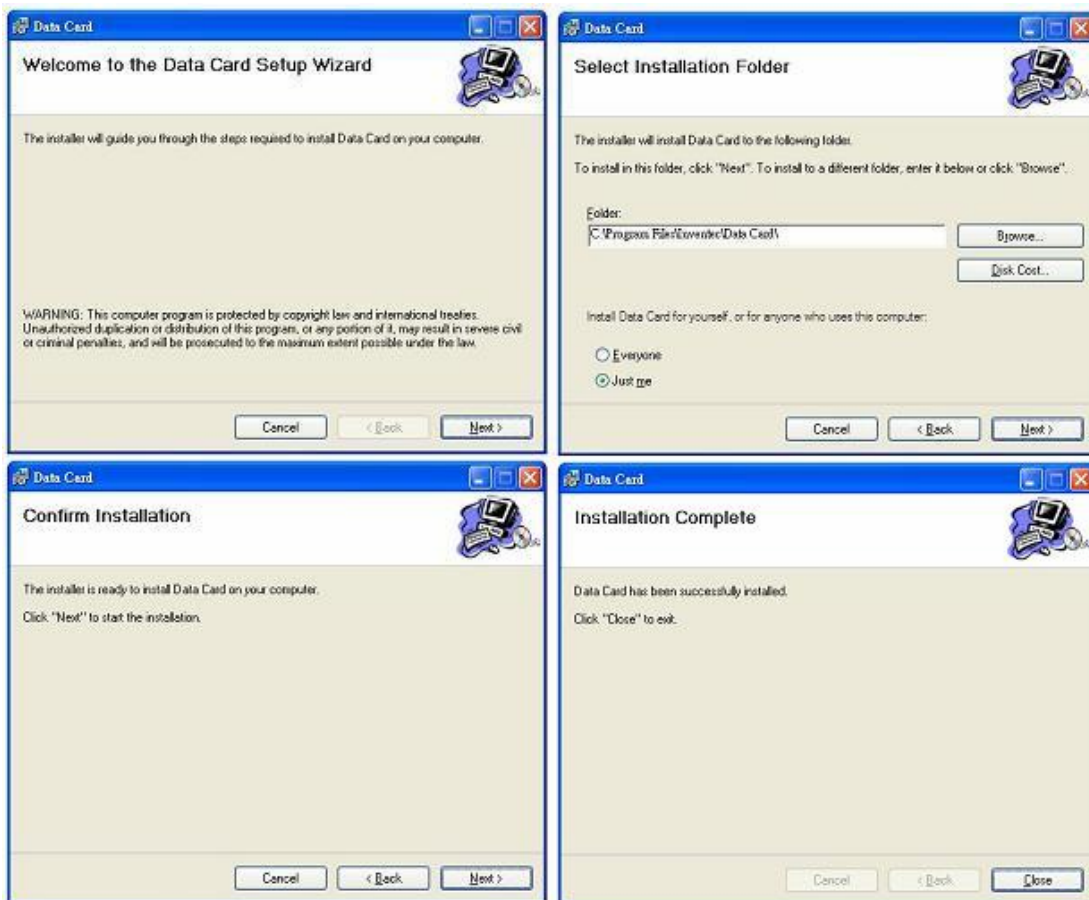 Data Card
Welcome to the Data Card Setup Wizard
The installer will guide you through the steps required to install Data Card on your computer.
WARNING: This computer program is protected by copyright law and international treaties.
Unauthorized duplication or distribution of this program, or any portion of it, may result in severe civil
or criminal penalties, and will be prosecuted to the maximum extent possible under the law.
Cancel
< Back
Next >
Data Card
Select Installation Folder
The installer will install Data Card to the following folder.
To install in this folder, click "Next". To install to a different folder, enter it below or click "Browse".
Folder:
C:\Program Files\Inventec\Data Card\
Browse...
Disk Cost...
Install Data Card for yourself, or for anyone who uses this computer:
Everyone
Just me
Cancel
< Back
Next >
Data Card
Confirm Installation
The installer is ready to install Data Card on your computer.
Click "Next" to start the installation.
Cancel
< Back
Next >
Data Card
Installation Complete
Data Card has been successfully installed.
Click "Close" to exit.
Cancel
< Back
Close